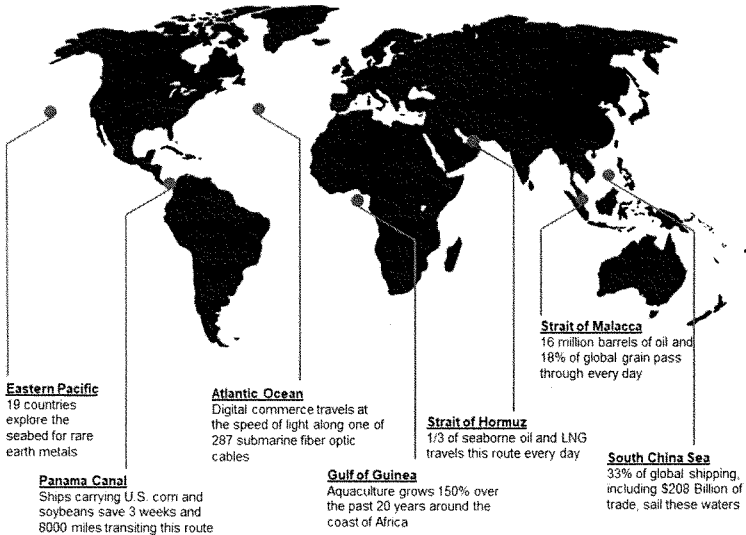 Eastern Pacific
19 countries
explore the
seabed for rare
earth metals
Panama Canal
Ships carrying U.S. corn and
soybeans save 3 weeks and
8000 miles transiting this route
Atlantic Ocean
Digital commerce travels at
the speed of light along one of
287 submarine fiber optic
cables
Gulf of Guinea
Aquaculture grows 150% over
the past 20 years around the
coast of Africa
Strait of Hormuz
1/3 of seaborne oil and LNG
travels this route every day
Strait of Malacca
16 million barrels of oil and
18% of global grain pass
through every day
South China Sea
33% of global shipping,
including $208 Billion of
trade, sail these waters